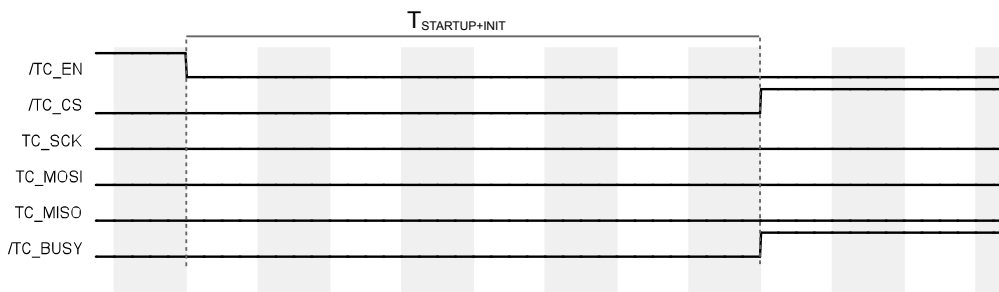 TSTARTUP+INIT
/TC_EN
/TC_CS
TC_SCK
TC_MOSI
TC_MISO
/TC_BUSY